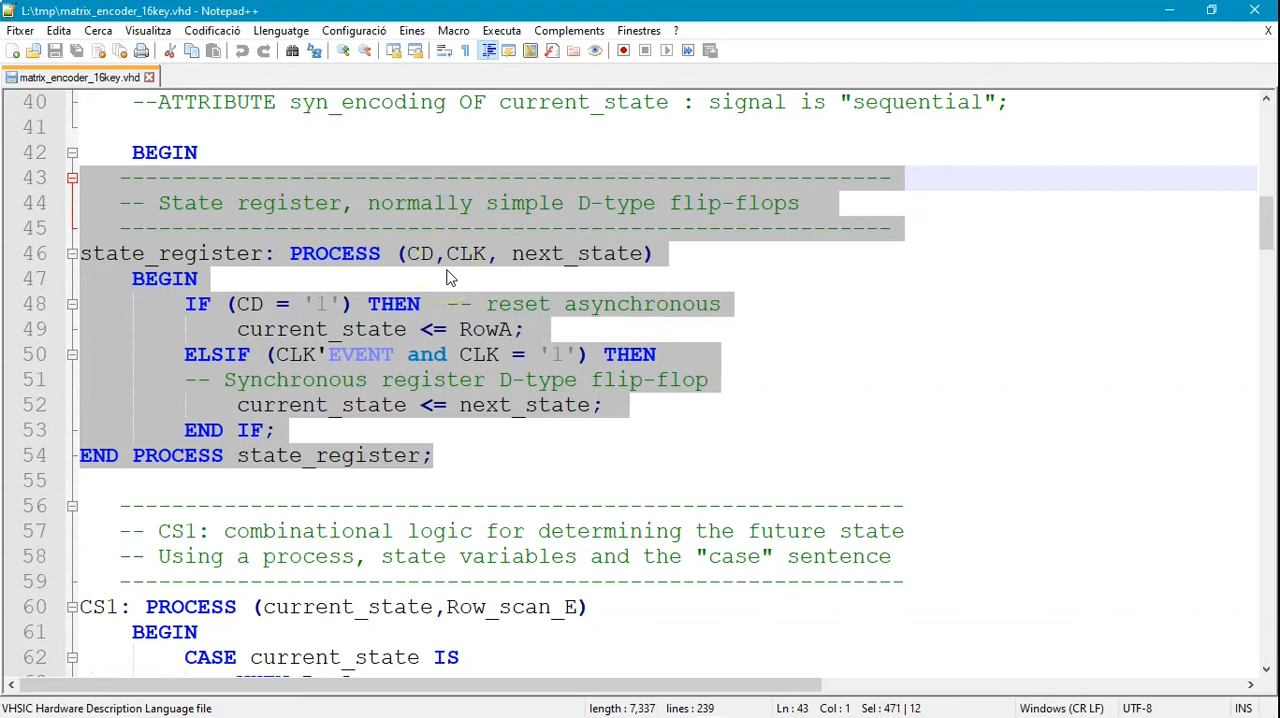 L:\tmp\matrix_encoder_16key.vhd - Notepad++
Fitxer Edita Cerca Visualitza Codificació Llenguatge Configuració Eines Macro Executa Complements Finestres ? X
matrix_encoder_16key.vhd
40 --ATTRIBUTE syn_encoding OF current_state : signal is "sequential";
41
42 BEGIN
43 -----------------------------------------------------------
44 -- State register, normally simple D-type flip-flops
45 -----------------------------------------------------------
46 state_register: PROCESS (CD,CLK, next_state)
47 BEGIN
48 IF (CD = '1') THEN -- reset asynchronous
49 current_state <= RowA;
50 ELSIF (CLK'EVENT and CLK = '1') THEN
51 -- Synchronous register D-type flip-flop
52 current_state <= next_state;
53 END IF;
54 END PROCESS state_register;
55
56 ------------------------------------------------------------
57 -- CS1: combinational logic for determining the future state
58 -- Using a process, state variables and the "case" sentence
59 ------------------------------------------------------------
60 CS1: PROCESS (current_state,Row_scan_E)
61 BEGIN
62 CASE current_state IS
VHSIC Hardware Description Language file length : 7,337 lines : 239 Ln : 43 Col : 1 Sel : 471 | 12 Windows (CR LF) UTF-8 INS